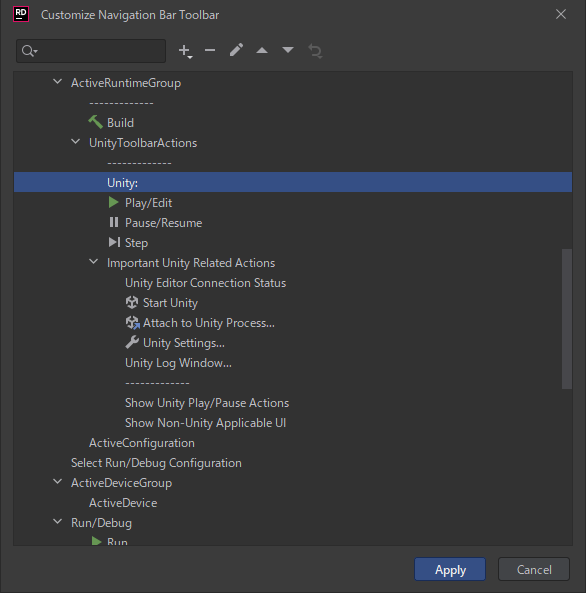 RD
Customize Navigation Bar Toolbar
ActiveRuntimeGroup
-------------
Build
UnityToolbarActions
-------------
Unity:
Play/Edit
Pause/Resume
Step
Important Unity Related Actions
Unity Editor Connection Status
Start Unity
Attach to Unity Process...
Unity Settings...
Unity Log Window...
-------------
Show Unity Play/Pause Actions
Show Non-Unity Applicable UI
ActiveConfiguration
Select Run/Debug Configuration
ActiveDeviceGroup
ActiveDevice
Run/Debug
Run
Apply
Cancel